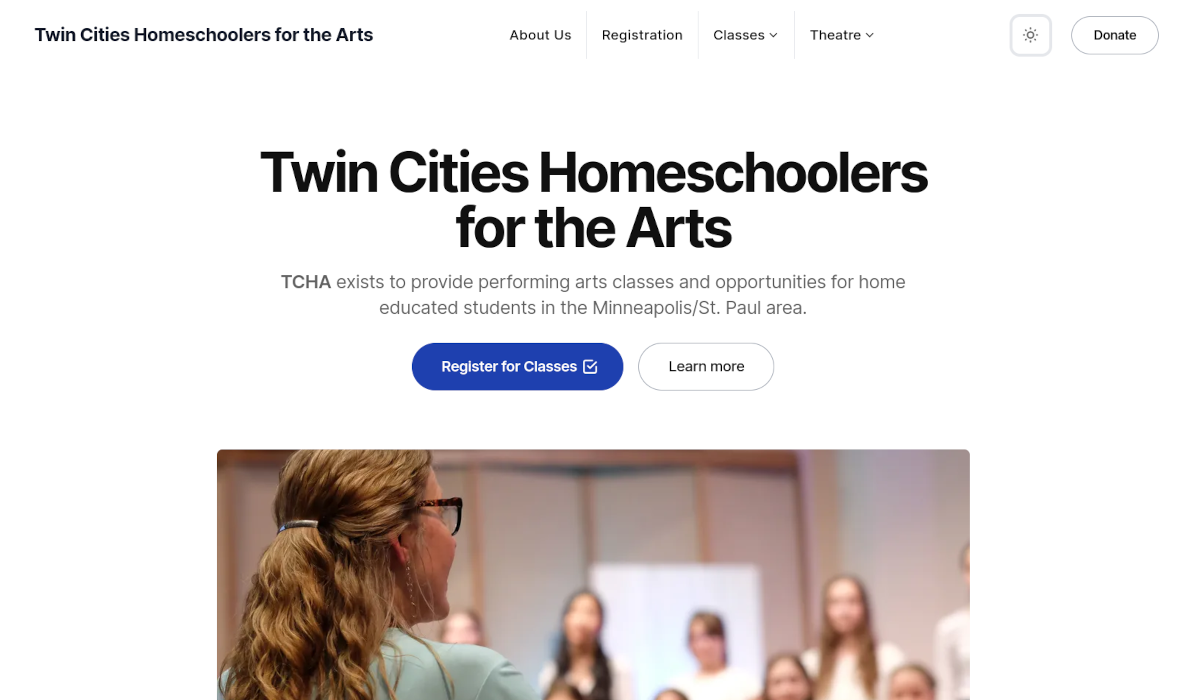 Twin Cities Homeschoolers for the Arts
About Us
Registration
Classes
Theatre
Donate
Twin Cities Homeschoolers
for the Arts
TCHA exists to provide performing arts classes and opportunities for home
educated students in the Minneapolis/St. Paul area.
Register for Classes
Learn more